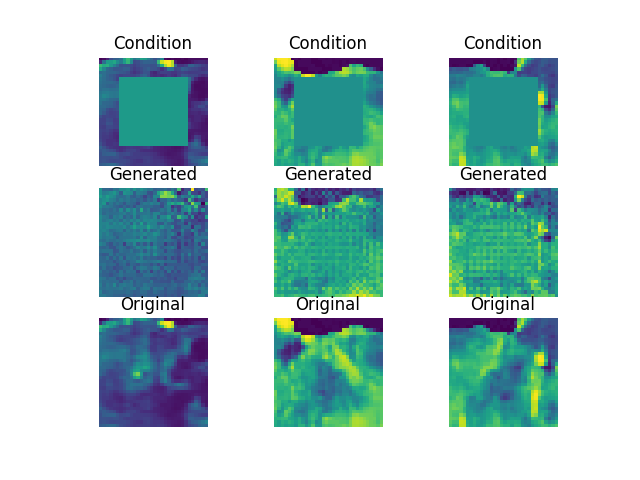 Condition Condition Condition
Generated Generated Generated
Original Original Original